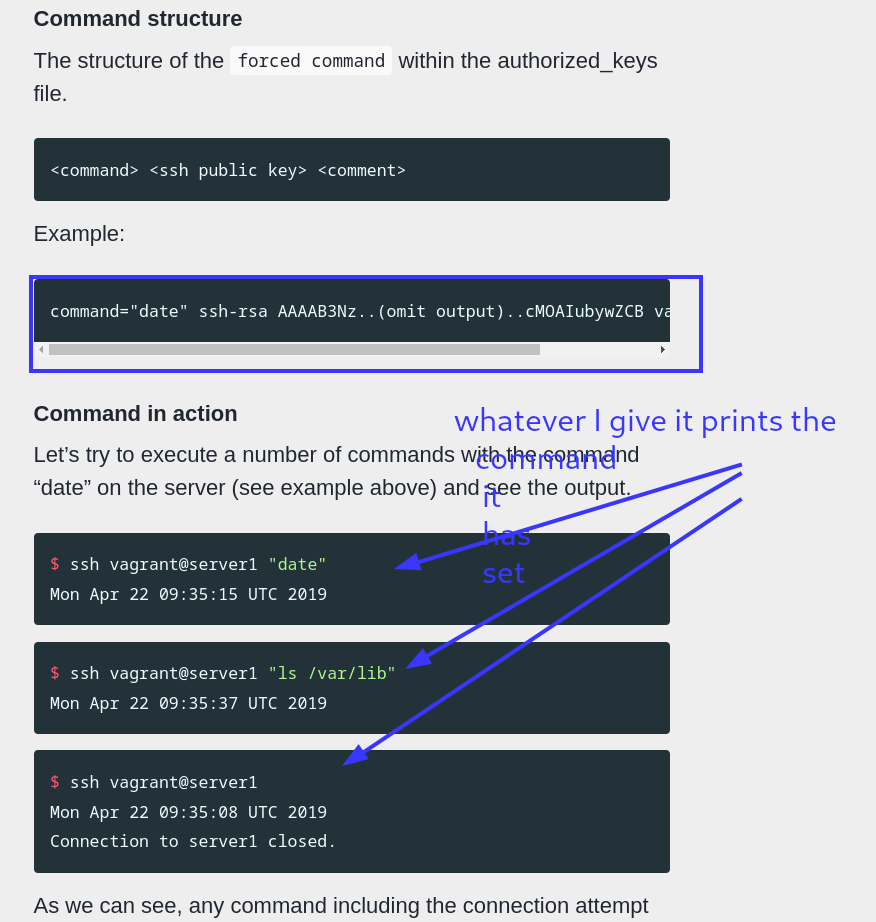 Command structure
The structure of the forced command within the authorized_keys
file.
<command> <ssh public key> <comment>
Example:
command="date" ssh-rsa AAAAB3Nz..(omit output)..cMOAIubywZCB va
Command in action
whatever I give it prints the
command
it
has
set
Let’s try to execute a number of commands with the command
“date” on the server (see example above) and see the output.
$ ssh vagrant@server1 "date"
Mon Apr 22 09:35:15 UTC 2019
$ ssh vagrant@server1 "ls /var/lib"
Mon Apr 22 09:35:37 UTC 2019
$ ssh vagrant@server1
Mon Apr 22 09:35:08 UTC 2019
Connection to server1 closed.
As we can see, any command including the connection attempt